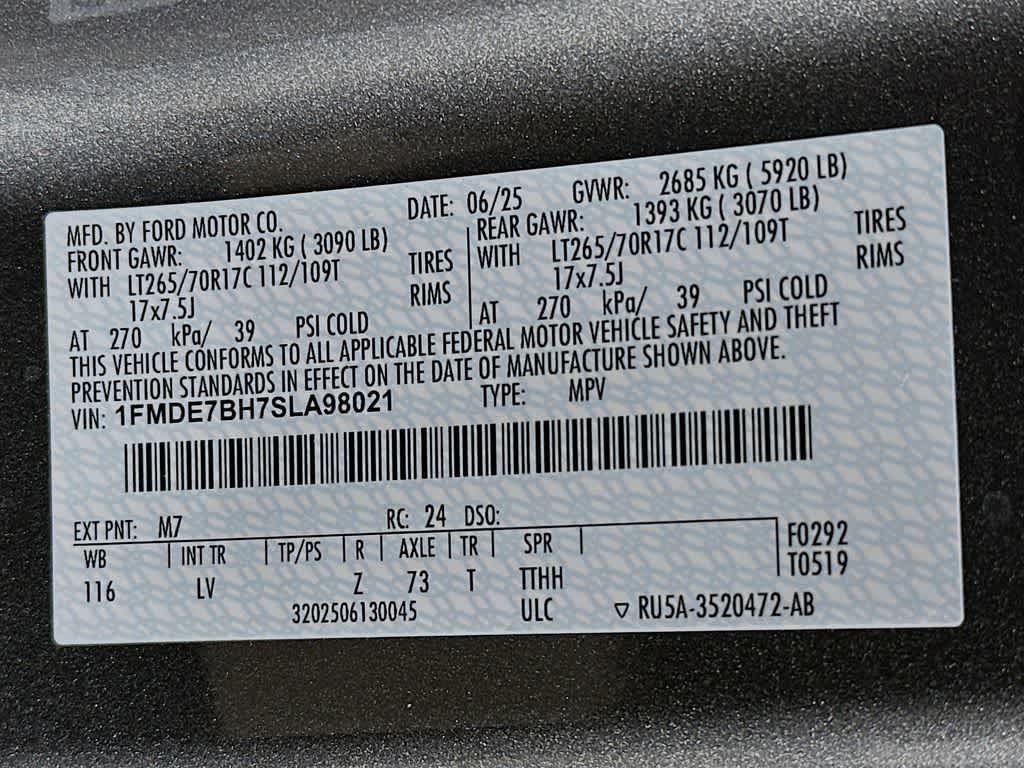 MFD. BY FORD MOTOR CO. DATE: 06/25 GVWR: 2685 KG ( 5920 LB)
FRONT GAWR: 1402 KG ( 3090 LB) REAR GAWR: 1393 KG ( 3070 LB)
WITH LT265/70R17C 112/109T TIRES WITH LT265/70R17C 112/109T TIRES
17x7.5J RIMS 17x7.5J RIMS
AT 270 kPa/ 39 PSI COLD AT 270 kPa/ 39 PSI COLD
THIS VEHICLE CONFORMS TO ALL APPLICABLE FEDERAL MOTOR VEHICLE SAFETY AND THEFT
PREVENTION STANDARDS IN EFFECT ON THE DATE OF MANUFACTURE SHOWN ABOVE.
VIN: 1FMDE7BH7SLA98021 TYPE: MPV
EXT PNT: M7 RC: 24 DSO:
WB INT TR TP/PS R AXLE TR SPR F0292
116 LV Z 73 T TTHH T0519
3202506130045 ULC ▽ RU5A-3520472-AB